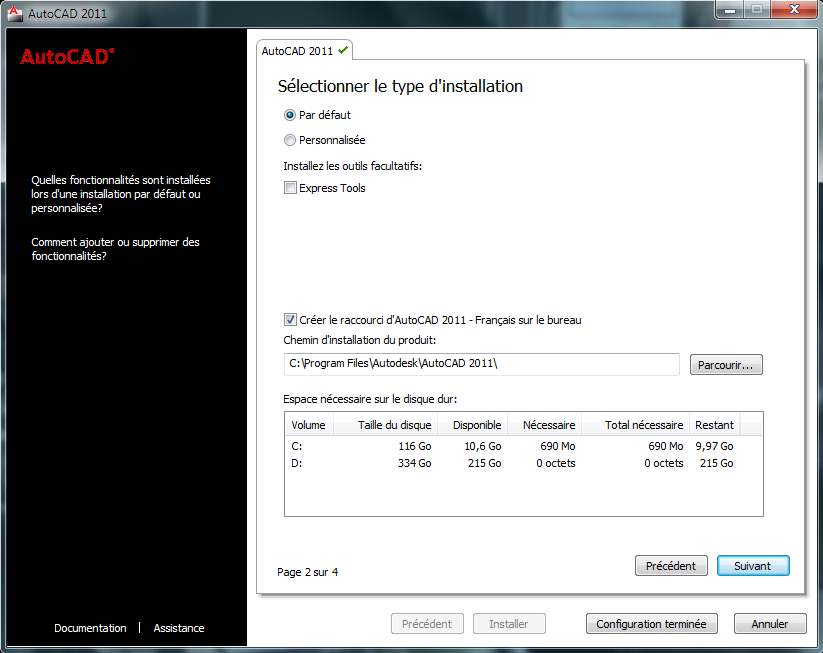 AutoCAD 2011
AutoCAD®
Quelles fonctionnalités sont installées
lors d'une installation par défaut ou
personnalisée?
Comment ajouter ou supprimer des
fonctionnalités?
Documentation | Assistance
AutoCAD 2011
Sélectionner le type d'installation
Par défaut
Personnalisée
Installez les outils facultatifs:
Express Tools
Créer le raccourci d'AutoCAD 2011 - Français sur le bureau
Chemin d'installation du produit:
C:\Program Files\Autodesk\AutoCAD 2011\
Parcourir...
Espace nécessaire sur le disque dur:
Volume Taille du disque Disponible Nécessaire Total nécessaire Restant
C: 116 Go 10,6 Go 690 Mo 690 Mo 9,97 Go
D: 334 Go 215 Go 0 octets 0 octets 215 Go
Page 2 sur 4
Précédent Suivant
Précédent Installer Configuration terminée Annuler